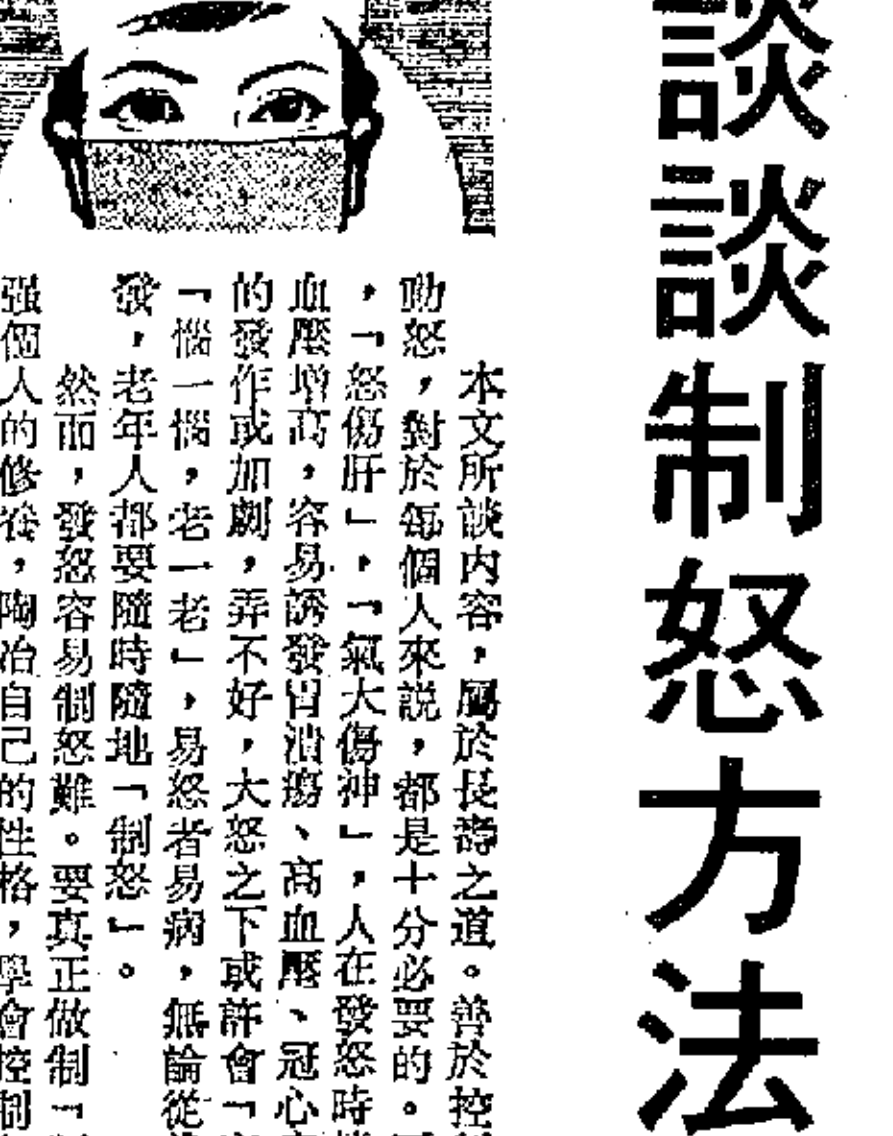 談談制怒方法
本文所談内容，屬於長壽之道。善於控
動怒，對於每個人來説，都是十分必要的。
，「怒傷肝」，「氣大傷神」，人在發怒時
血壓增高，容易誘發胃潰瘍、高血壓、冠心
的發作或加劇，弄不好，大怒之下或許會「
「惱一惱，老一老」，易怒者易病，無論從
發，老年人都要隨時隨地「制怒」。
然而，發怒容易制怒難。要真正做制「
强個人的修養，陶冶自己的性格，學會控制